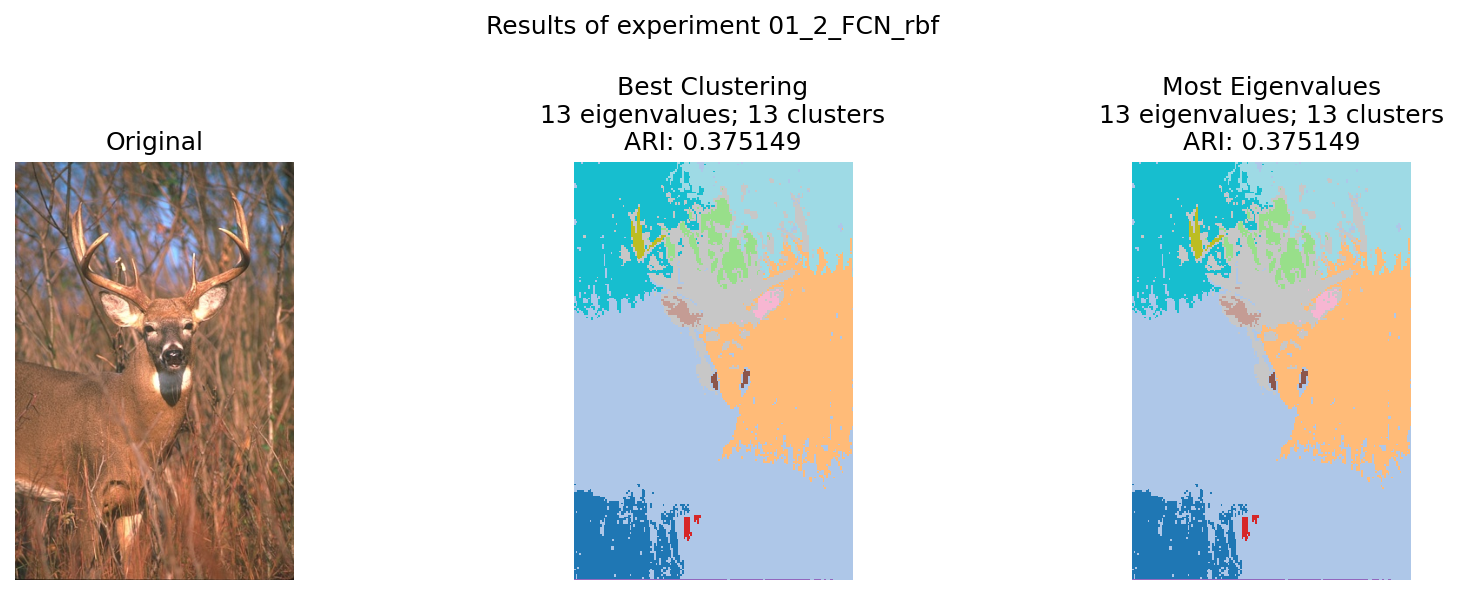 Results of experiment 01_2_FCN_rbf
Original
Best Clustering
13 eigenvalues; 13 clusters
ARI: 0.375149
Most Eigenvalues
13 eigenvalues; 13 clusters
ARI: 0.375149